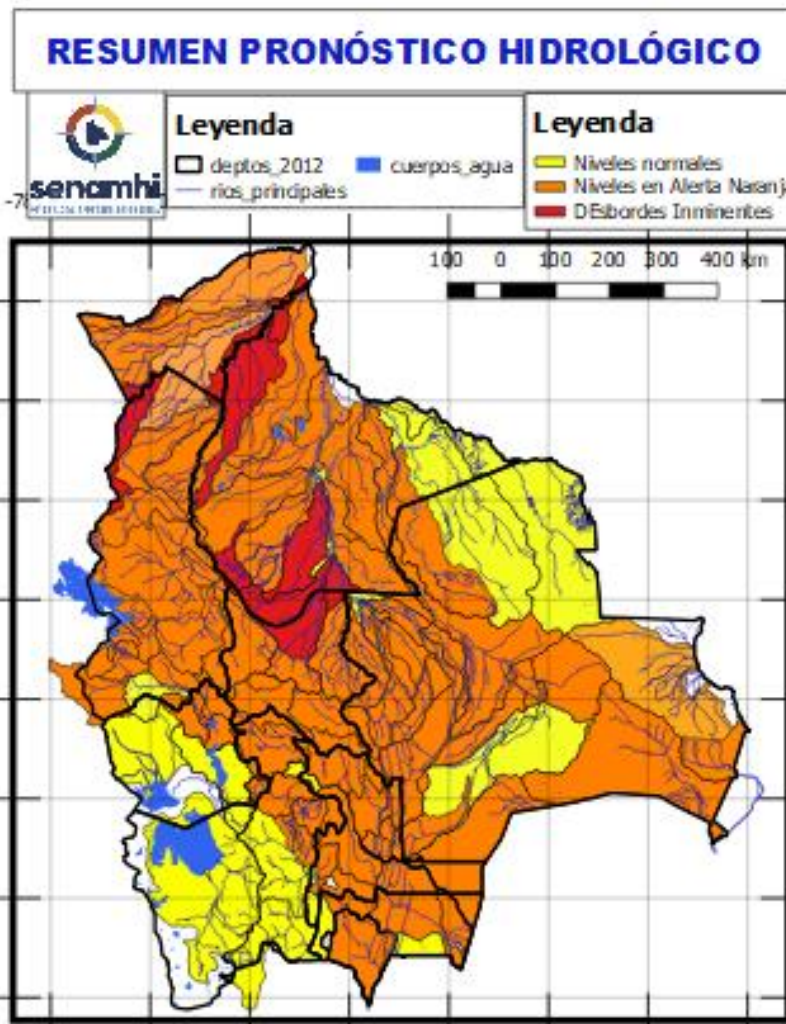 RESUMEN PRONÓSTICO HIDROLÓGICO
senamhi
Leyenda
deptos_2012
cuerpos_agua
rios_principales
Leyenda
Niveles normales
Niveles en Alerta Naranj
DEsbordes Inminentes
100 0 100 200 300 400 km